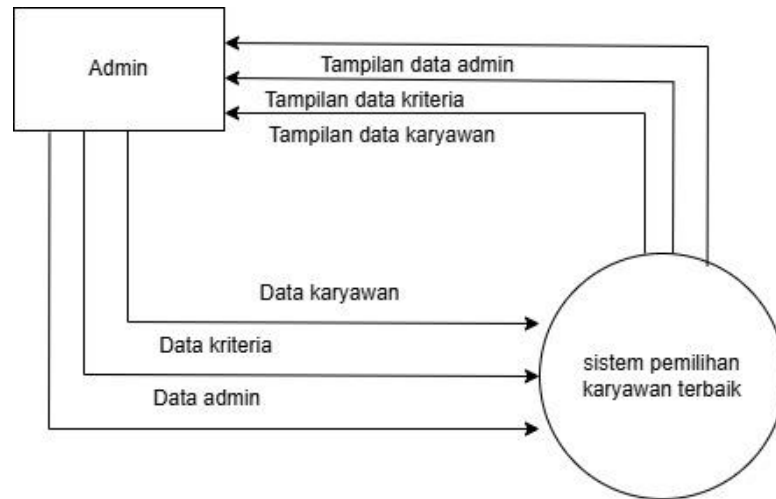 Admin
Tampilan data admin
Tampilan data kriteria
Tampilan data karyawan
Data karyawan
Data kriteria
Data admin
sistem pemilihan
karyawan terbaik